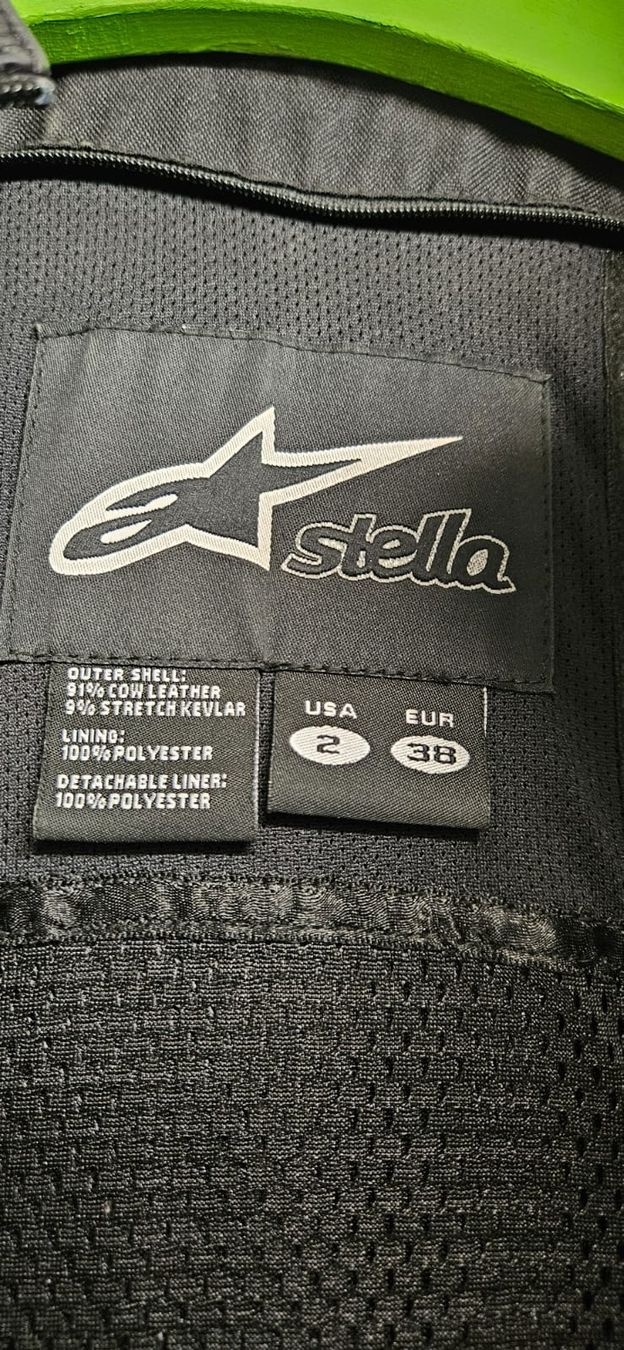 stella
OUTER SHELL:
91% COW LEATHER
9% STRETCH KEVLAR
LINING:
100% POLYESTER
DETACHABLE LINER:
100% POLYESTER
USA EUR
2 38